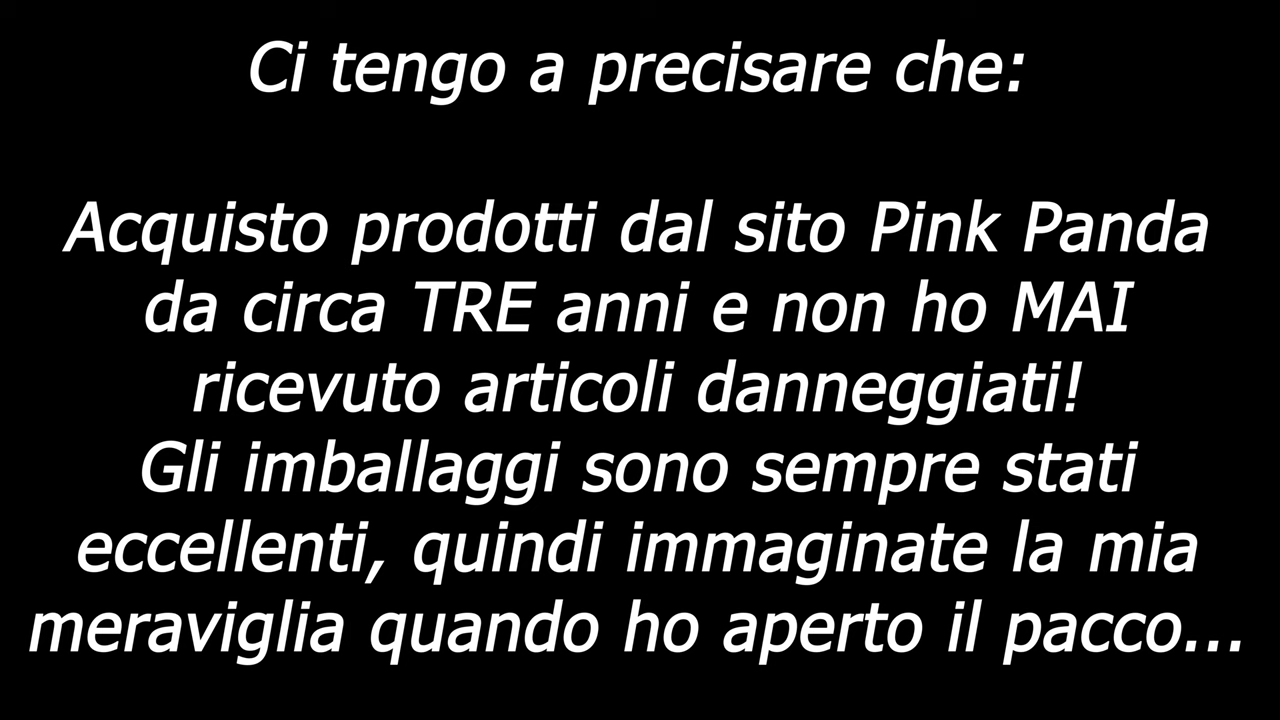 Ci tengo a precisare che:
Acquisto prodotti dal sito Pink Panda
da circa TRE anni e non ho MAI
ricevuto articoli danneggiati!
Gli imballaggi sono sempre stati
eccellenti, quindi immaginate la mia
meraviglia quando ho aperto il pacco...